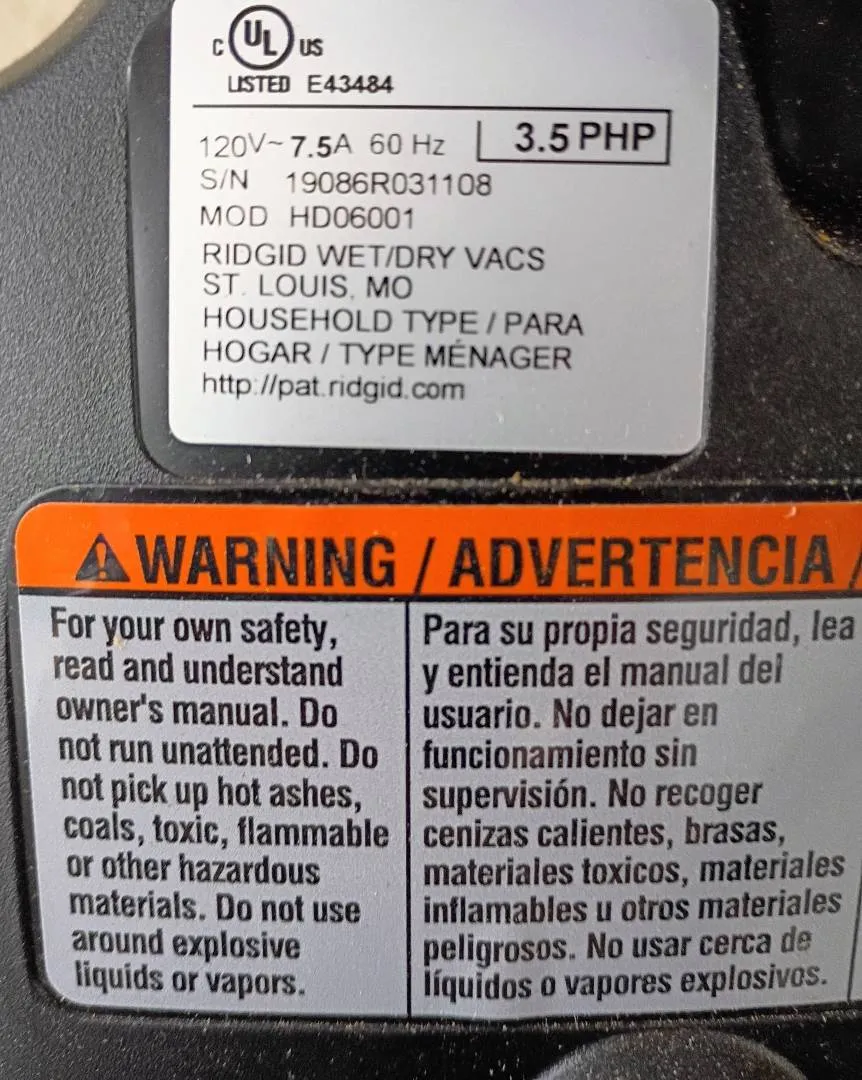 C UL US
LISTED E43484
120V~ 7.5A 60 Hz 3.5 PHP
S/N 19086R031108
MOD HD06001
RIDGID WET/DRY VACS
ST. LOUIS, MO
HOUSEHOLD TYPE / PARA
HOGAR / TYPE MÉNAGER
http://pat.ridgid.com
WARNING / ADVERTENCIA /
For your own safety,
read and understand
owner's manual. Do
not run unattended. Do
not pick up hot ashes,
coals, toxic, flammable
or other hazardous
materials. Do not use
around explosive
liquids or vapors.
Para su propia seguridad, lea
y entienda el manual del
usuario. No dejar en
funcionamiento sin
supervisión. No recoger
cenizas calientes, brasas,
materiales toxicos, materiales
inflamables u otros materiales
peligrosos. No usar cerca de
líquidos o vapores explosivos.